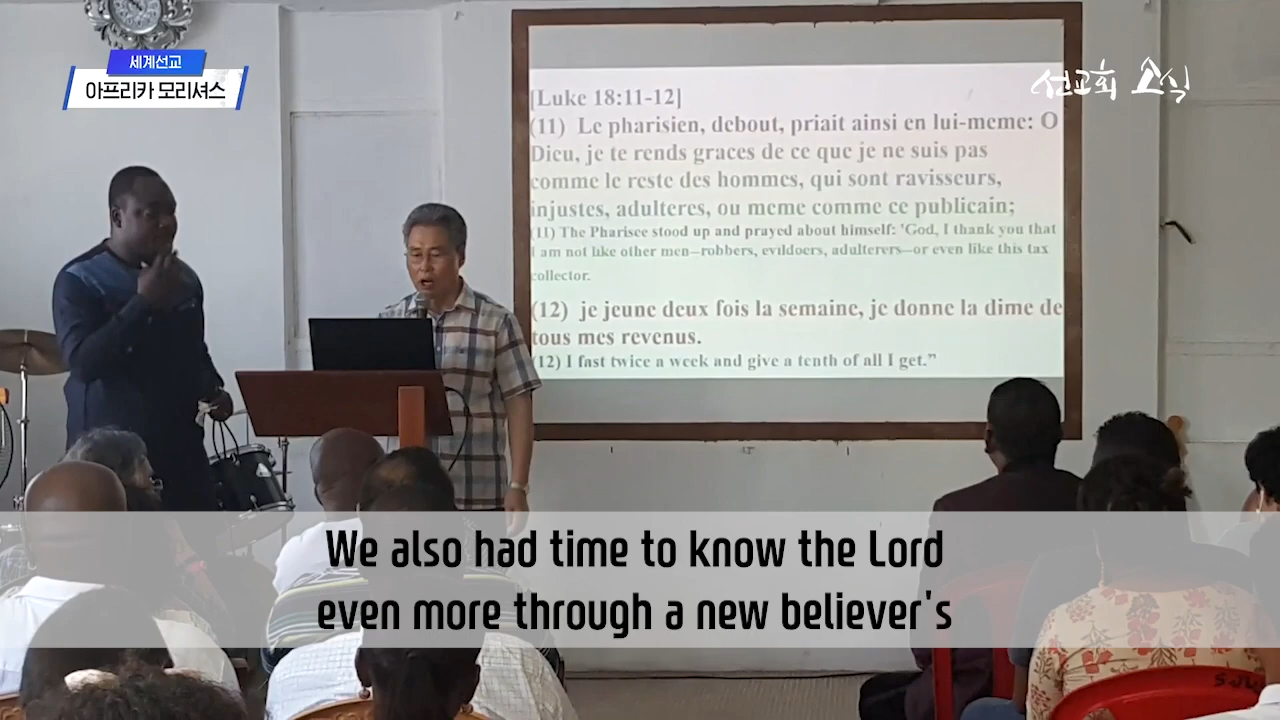 세계선교
아프리카 모리셔스
선교회 소식
[Luke 18:11-12]
(11) Le pharisien, debout, priait ainsi en lui-meme: O
Dieu, je te rends graces de ce que je ne suis pas
comme le reste des hommes, qui sont ravisseurs,
injustes, adulteres, ou meme comme ce publicain;
(11) The Pharisee stood up and prayed about himself: 'God, I thank you that
I am not like other men—robbers, evildoers, adulterers—or even like this tax
collector.
(12) je jeune deux fois la semaine, je donne la dime de
tous mes revenus.
(12) I fast twice a week and give a tenth of all I get.”
We also had time to know the Lord
even more through a new believer's